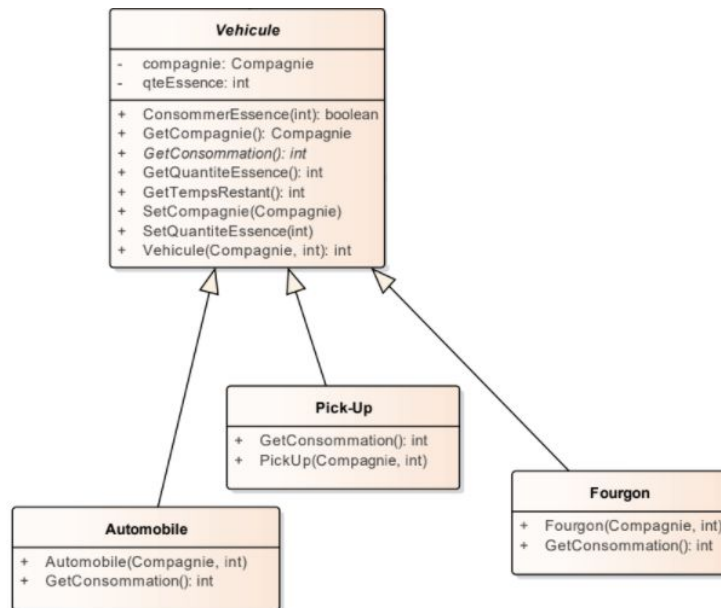 Vehicule
- compagnie: Compagnie
- qteEssence: int
+ ConsommerEssence(int): boolean
+ GetCompagnie(): Compagnie
+ GetConsommation(): int
+ GetQuantiteEssence(): int
+ GetTempsRestant(): int
+ SetCompagnie(Compagnie)
+ SetQuantiteEssence(int)
+ Vehicule(Compagnie, int): int
Pick-Up
+ GetConsommation(): int
+ PickUp(Compagnie, int)
Fourgon
+ Fourgon(Compagnie, int)
+ GetConsommation(): int
Automobile
+ Automobile(Compagnie, int)
+ GetConsommation(): int